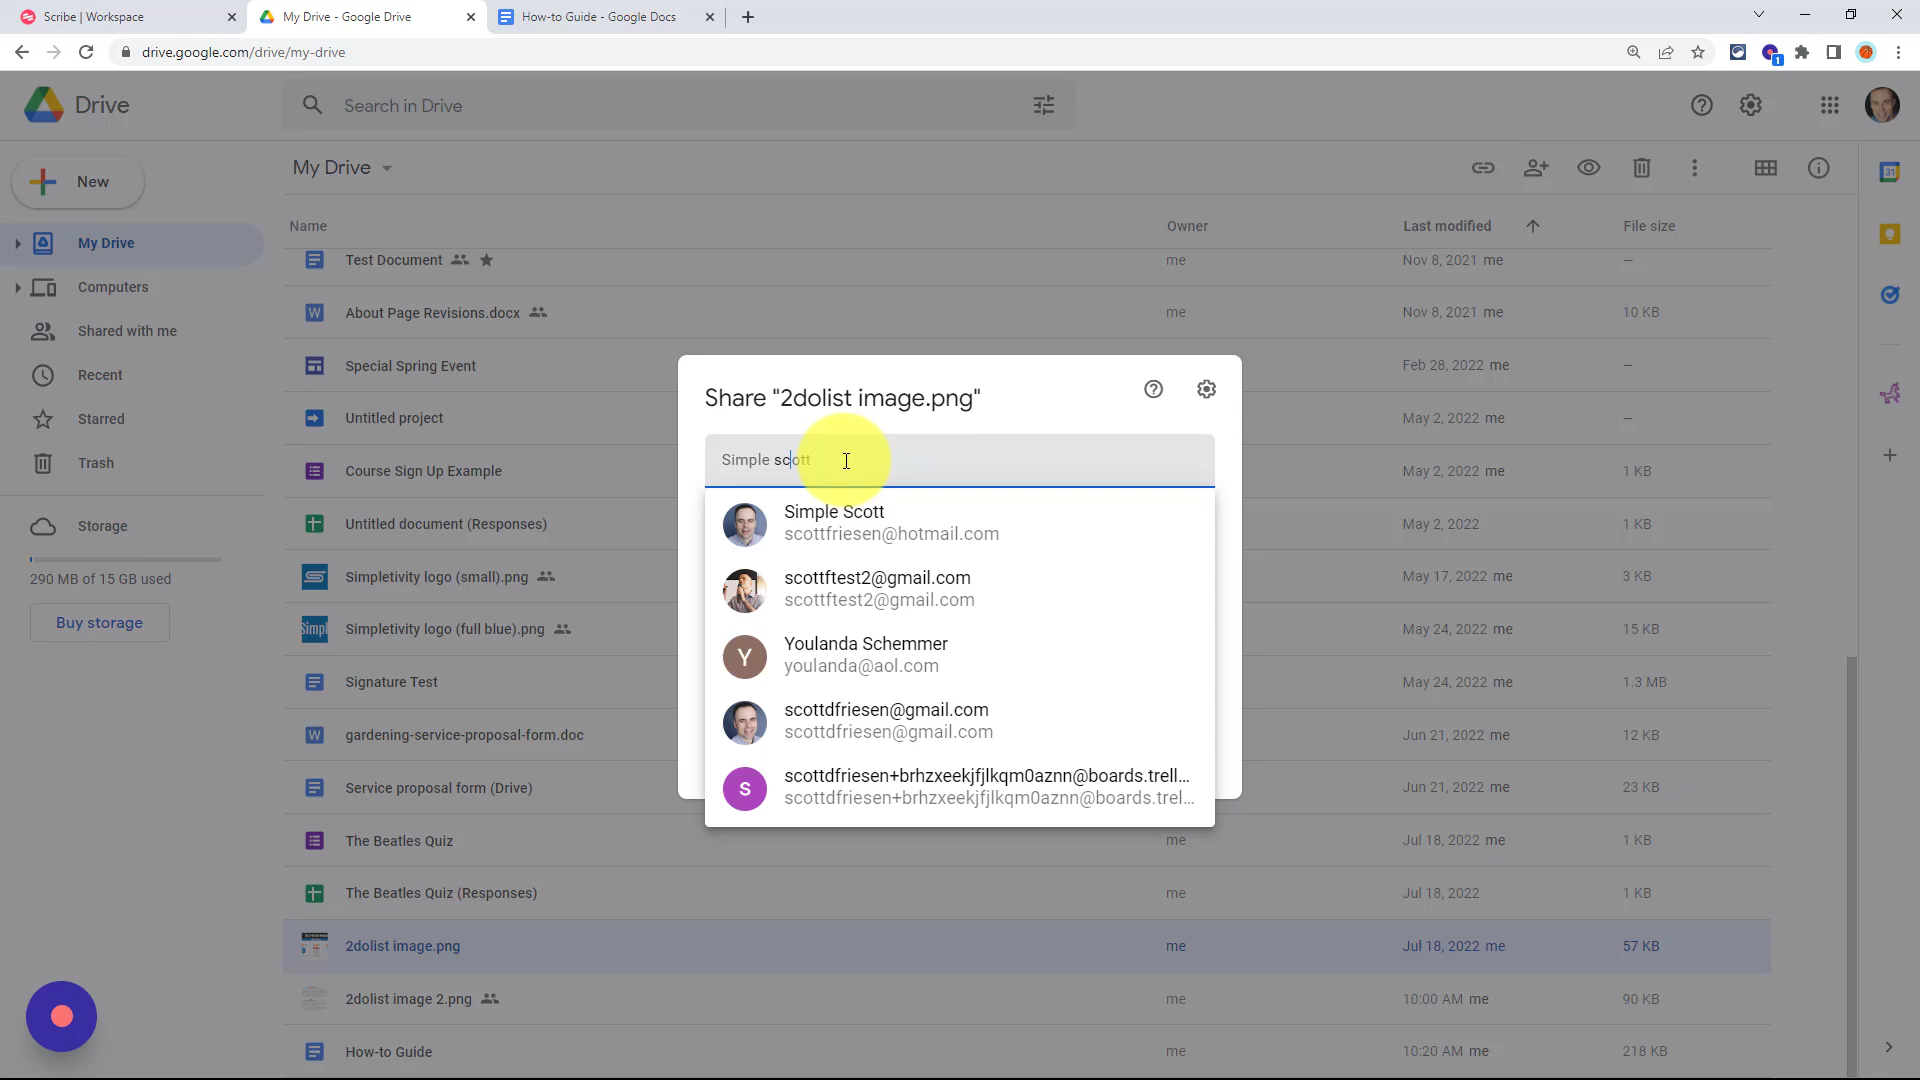 Scribe | Workspace
My Drive - Google Drive
How-to Guide - Google Docs
drive.google.com/drive/my-drive
1
Drive
Search in Drive
New
My Drive
31
My Drive
Computers
Shared with me
Recent
Starred
Trash
Storage
290 MB of 15 GB used
Buy storage
Name Owner Last modified File size
Test Document me Nov 8, 2021 me –
About Page Revisions.docx me Nov 8, 2021 me 10 KB
Special Spring Event Feb 28, 2022 me –
Untitled project May 2, 2022 me –
Course Sign Up Example May 2, 2022 me 1 KB
Untitled document (Responses) May 2, 2022 1 KB
Simpletivity logo (small).png May 17, 2022 me 3 KB
Simpletivity logo (full blue).png May 24, 2022 me 15 KB
Signature Test May 24, 2022 me 1.3 MB
gardening-service-proposal-form.doc Jun 21, 2022 me 12 KB
Service proposal form (Drive) Jun 21, 2022 me 23 KB
The Beatles Quiz me Jul 18, 2022 me 1 KB
The Beatles Quiz (Responses) me Jul 18, 2022 1 KB
2dolist image.png me Jul 18, 2022 me 57 KB
2dolist image 2.png me 10:00 AM me 90 KB
How-to Guide me 10:20 AM me 218 KB
Share "2dolist image.png"
Simple scott
Simple Scott
scottfriesen@hotmail.com
scottftest2@gmail.com
scottftest2@gmail.com
Y
Youlanda Schemmer
youlanda@aol.com
scottdfriesen@gmail.com
scottdfriesen@gmail.com
S
scottdfriesen+brhzxeekjfjlkqm0aznn@boards.trell...
scottdfriesen+brhzxeekjfjlkqm0aznn@boards.trel...